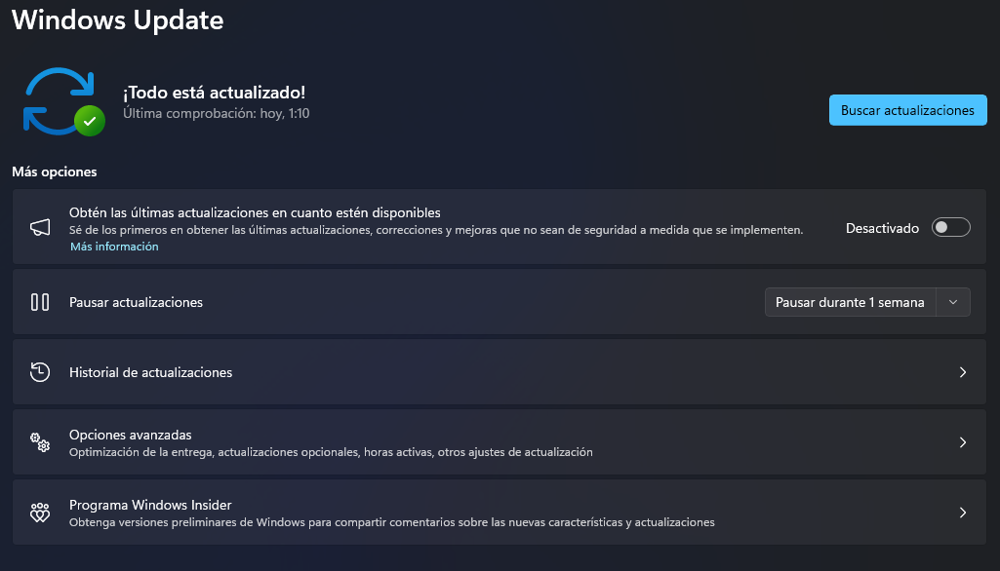 Windows Update
¡Todo está actualizado!
Última comprobación: hoy, 1:10
Buscar actualizaciones
Más opciones
Obtén las últimas actualizaciones en cuanto estén disponibles
Sé de los primeros en obtener las últimas actualizaciones, correcciones y mejoras que no sean de seguridad a medida que se implementen.
Más información
Desactivado
Pausar actualizaciones
Pausar durante 1 semana
Historial de actualizaciones
Opciones avanzadas
Optimización de la entrega, actualizaciones opcionales, horas activas, otros ajustes de actualización
Programa Windows Insider
Obtenga versiones preliminares de Windows para compartir comentarios sobre las nuevas características y actualizaciones